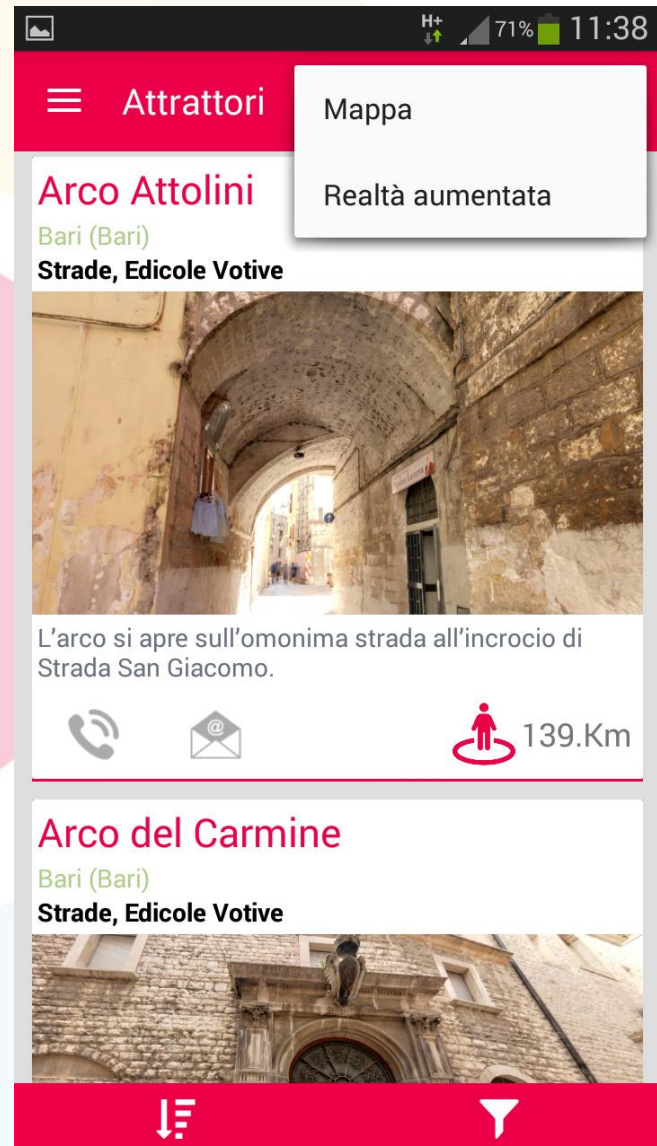 H+ 71% 11:38
Attrattori
Mappa
Realtà aumentata
Arco Attolini
Bari (Bari)
Strade, Edicole Votive
L'arco si apre sull'omonima strada all'incrocio di
Strada San Giacomo.
@
139.Km
Arco del Carmine
Bari (Bari)
Strade, Edicole Votive